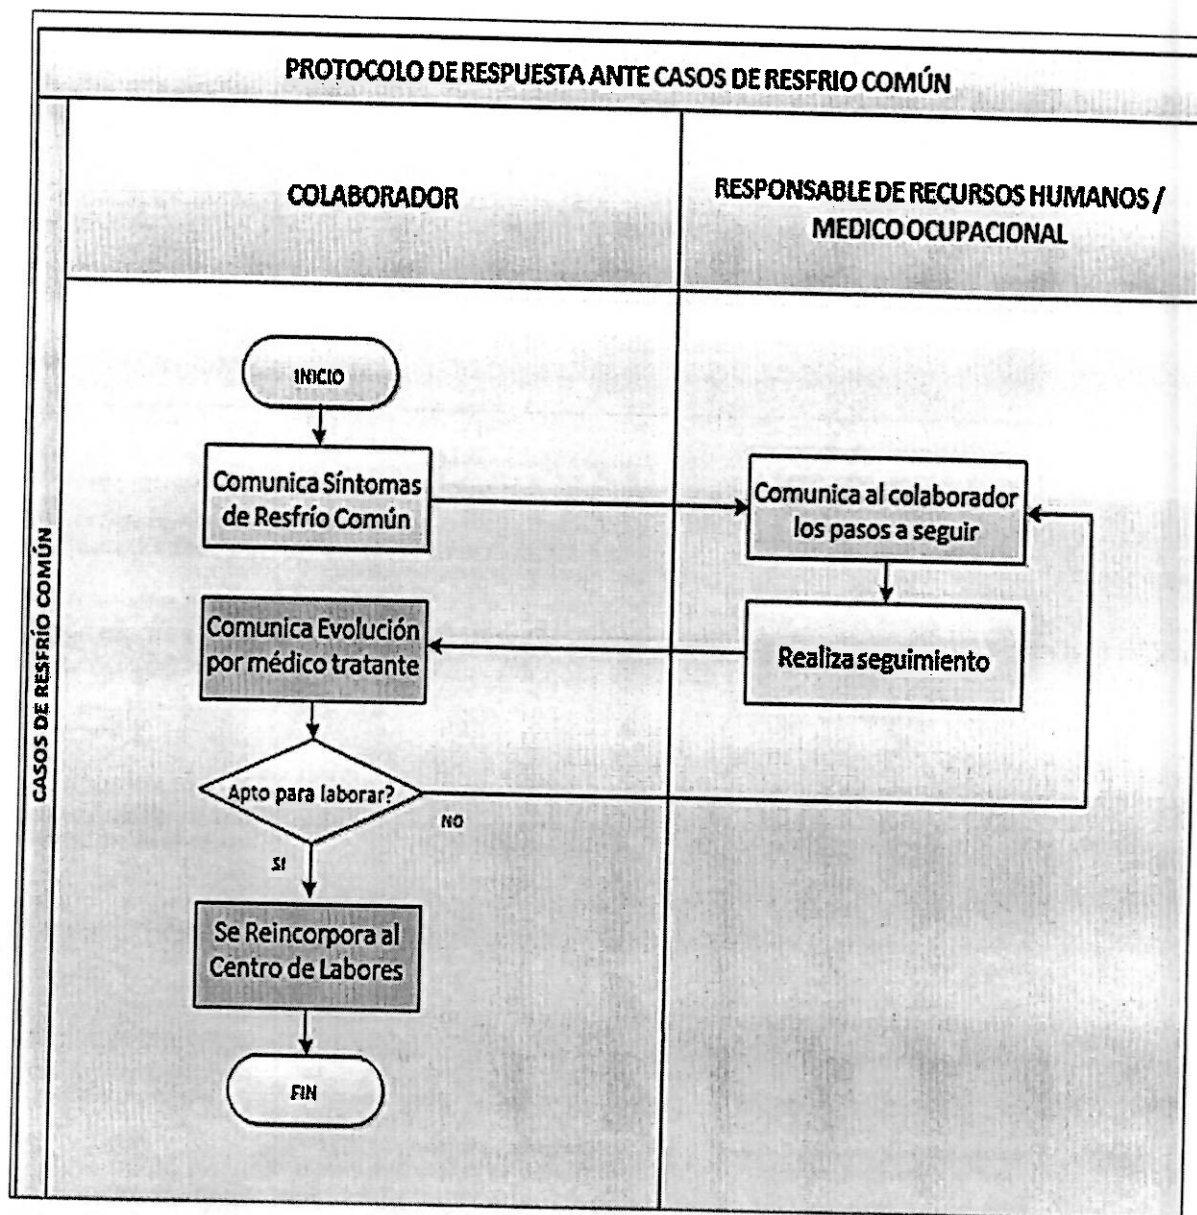 PROTOCOLO DE RESPUESTA ANTE CASOS DE RESFRIO COMÚN
COLABORADOR
RESPONSABLE DE RECURSOS HUMANOS /
MEDICO OCUPACIONAL
CASOS DE RESFRÍO COMÚN
INICIO
Comunica Síntomas
de Resfrío Común
Comunica al colaborador
los pasos a seguir
Comunica Evolución
por médico tratante
Realiza seguimiento
Apto para laborar?
NO
SI
Se Reincorpora al
Centro de Labores
FIN